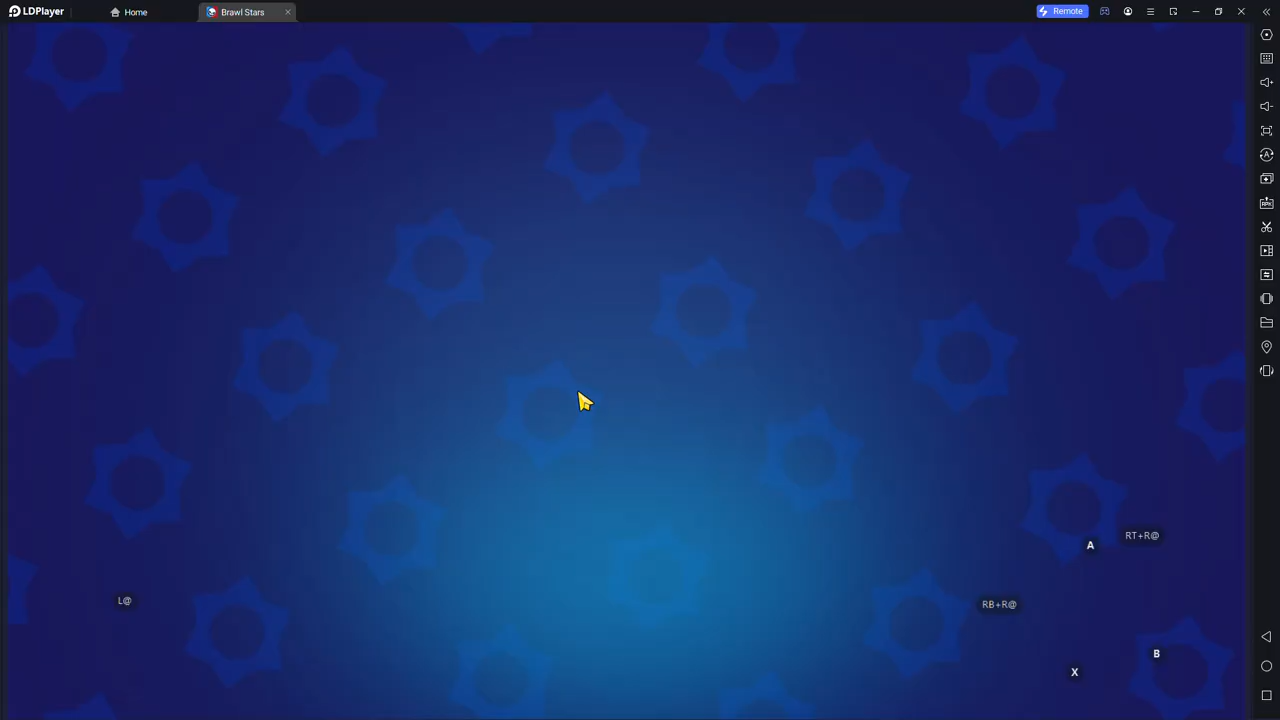 LDPlayer
Home
Brawl Stars
Remote
RT+R@
A
L@
RB+R@
B
X